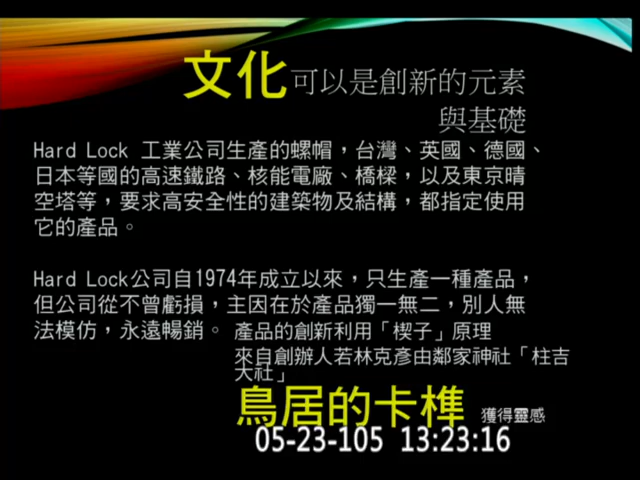 文化可以是創新的元素
與基礎
Hard Lock 工業公司生產的螺帽，台灣、英國、德國、
日本等國的高速鐵路、核能電廠、橋樑，以及東京晴
空塔等，要求高安全性的建築物及結構，都指定使用
它的產品。
Hard Lock公司自1974年成立以來，只生產一種產品，
但公司從不曾虧損，主因在於產品獨一無二，別人無
法模仿，永遠暢銷。 產品的創新利用「楔子」原理
來自創辦人若林克彥由鄰家神社「柱吉
大社」
鳥居的卡榫 獲得靈感
05-23-105 13:23:16